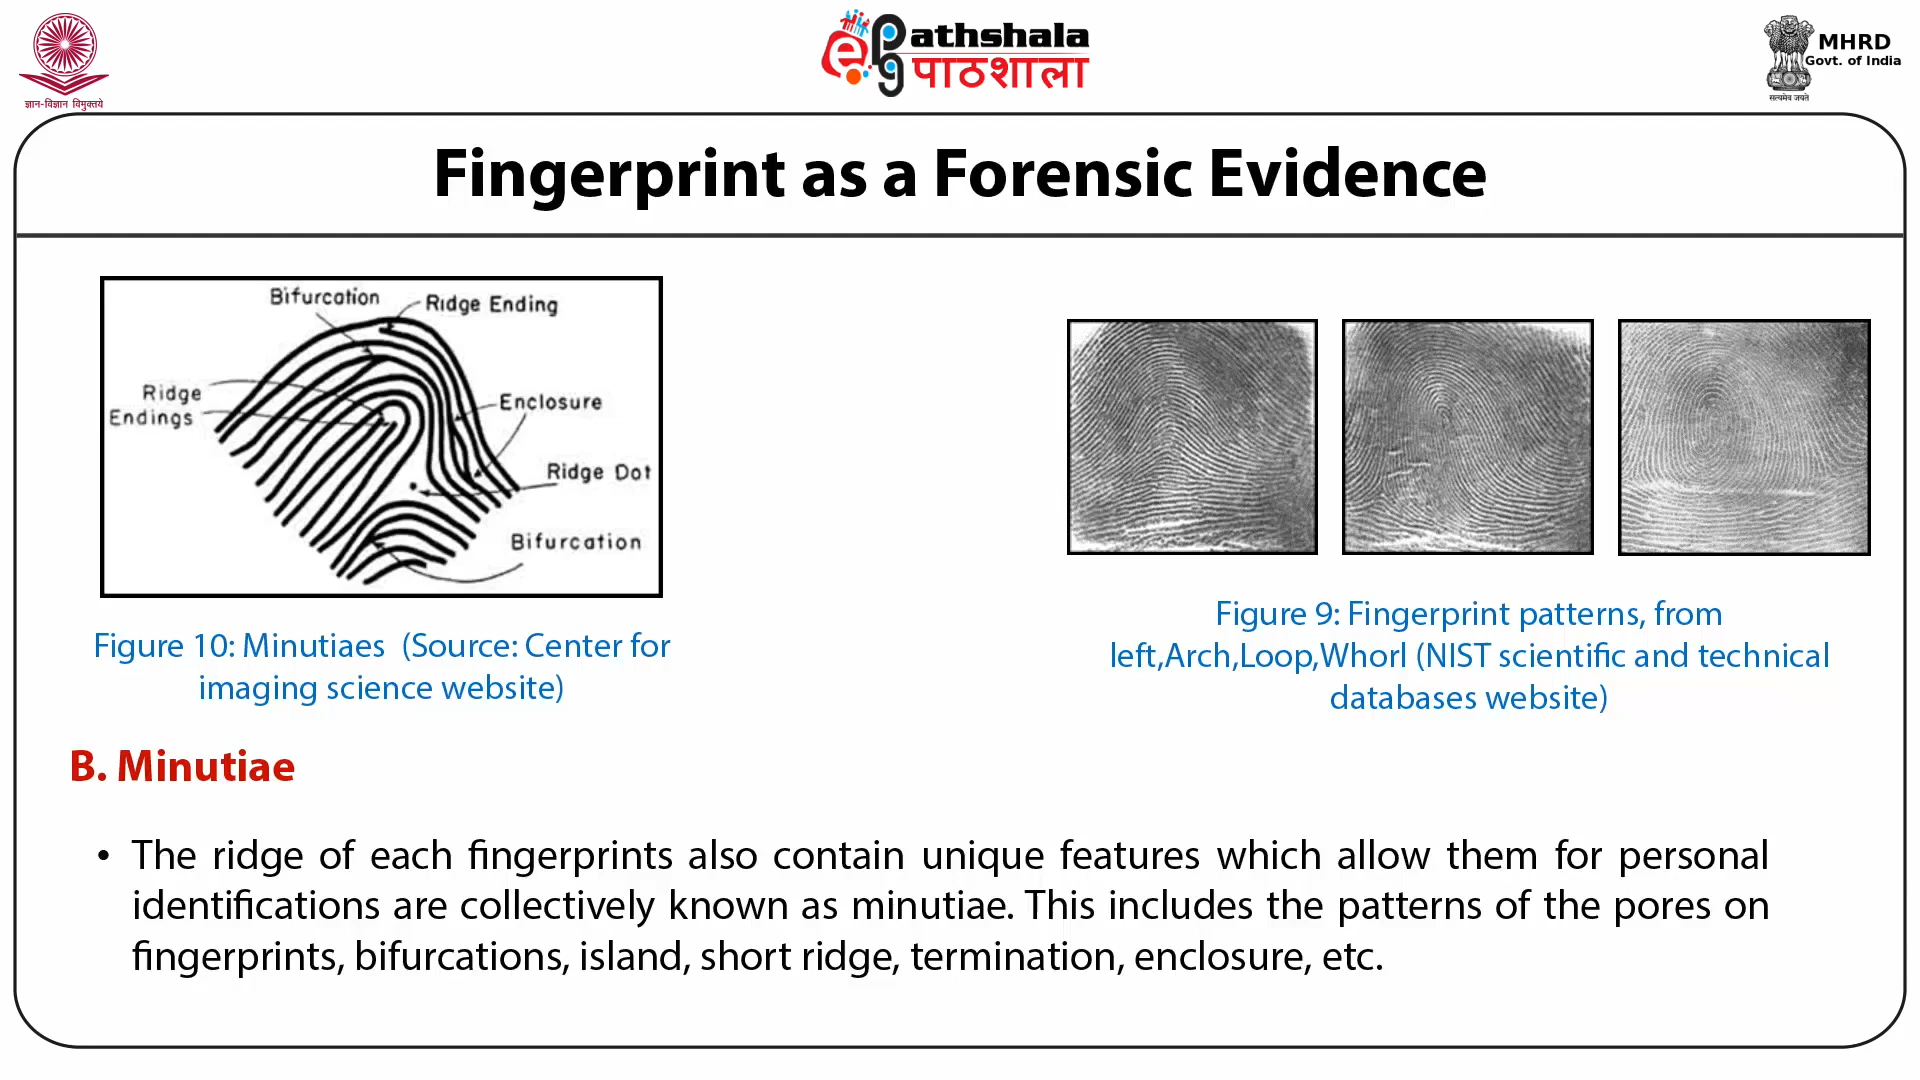 ज्ञान-विज्ञान विमुक्तये
ePathshala
पाठशाला
MHRD
Govt. of India
सत्यमेव जयते
Fingerprint as a Forensic Evidence
Bifurcation
Ridge Ending
Ridge
Endings
Enclosure
Ridge Dot
Bifurcation
Figure 10: Minutiaes (Source: Center for
imaging science website)
Figure 9: Fingerprint patterns, from
left,Arch,Loop,Whorl (NIST scientific and technical
databases website)
B. Minutiae
• The ridge of each fingerprints also contain unique features which allow them for personal
identifications are collectively known as minutiae. This includes the patterns of the pores on
fingerprints, bifurcations, island, short ridge, termination, enclosure, etc.